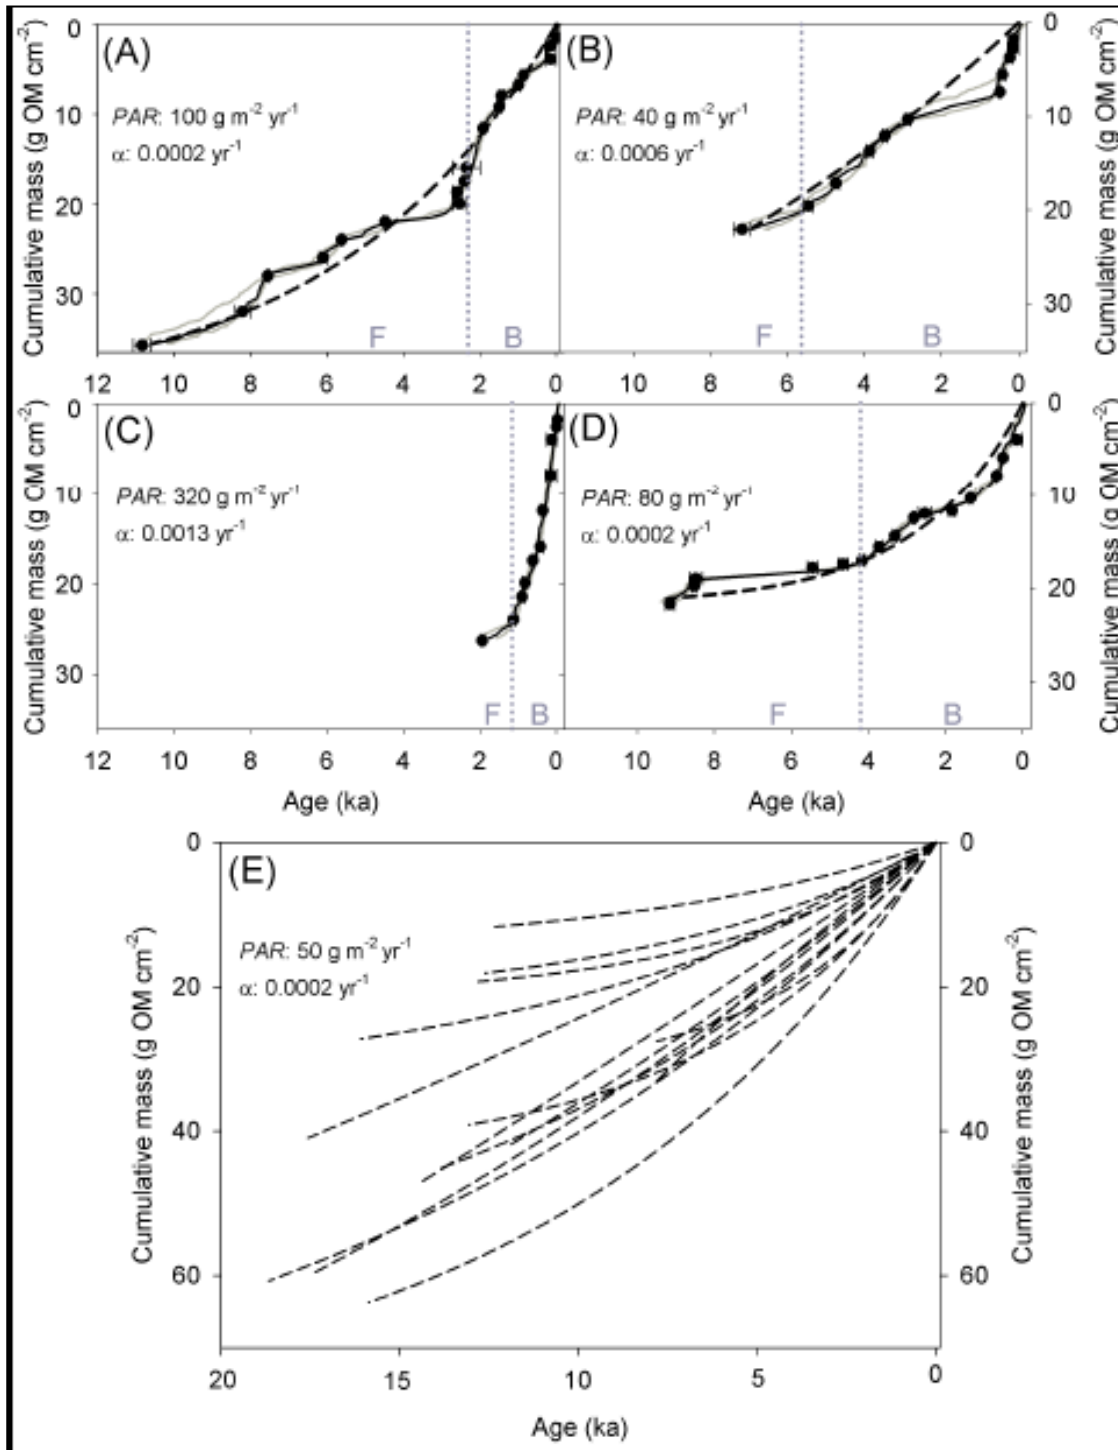 (A)
PAR: 100 g m⁻² yr⁻¹
α: 0.0002 yr⁻¹
Cumulative mass (g OM cm⁻²)
0
10
20
30
F
B
12
10
8
6
4
2
0
(B)
PAR: 40 g m⁻² yr⁻¹
α: 0.0006 yr⁻¹
Cumulative mass (g OM cm⁻²)
0
10
20
30
F
B
10
8
6
4
2
0
(C)
PAR: 320 g m⁻² yr⁻¹
α: 0.0013 yr⁻¹
Cumulative mass (g OM cm⁻²)
0
10
20
30
F
B
12
10
8
6
4
2
0
Age (ka)
(D)
PAR: 80 g m⁻² yr⁻¹
α: 0.0002 yr⁻¹
Cumulative mass (g OM cm⁻²)
0
10
20
30
F
B
10
8
6
4
2
0
Age (ka)
(E)
PAR: 50 g m⁻² yr⁻¹
α: 0.0002 yr⁻¹
Cumulative mass (g OM cm⁻²)
0
20
40
60
Cumulative mass (g OM cm⁻²)
0
20
40
60
20
15
10
5
0
Age (ka)